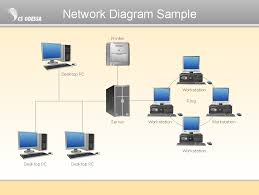 CS ODESSA
Network Diagram Sample
Printer
Desktop PC
Workstation
Ring
Server
Workstation
Workstation
Workstation
Desktop PC
Desktop PC